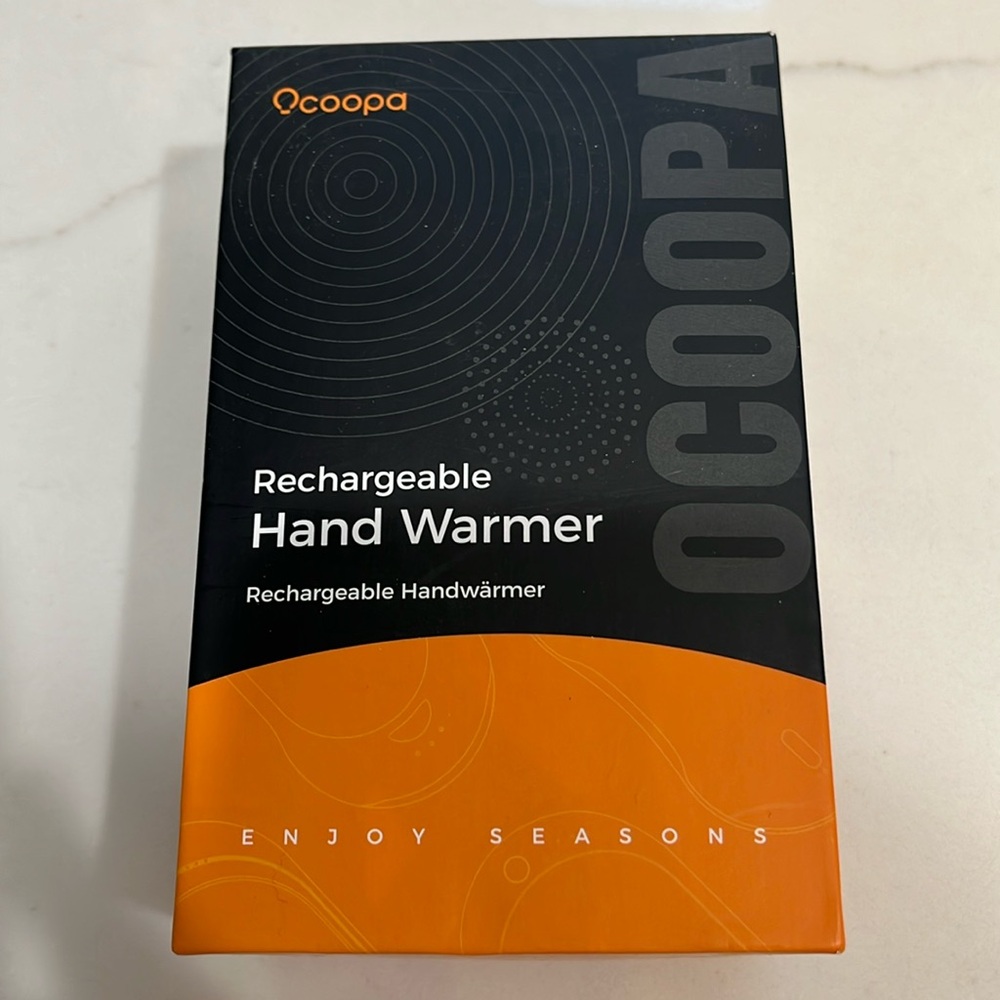 Ocoopa
OCOOPA
Rechargeable
Hand Warmer
Rechargeable Handwärmer
ENJOY SEASONS